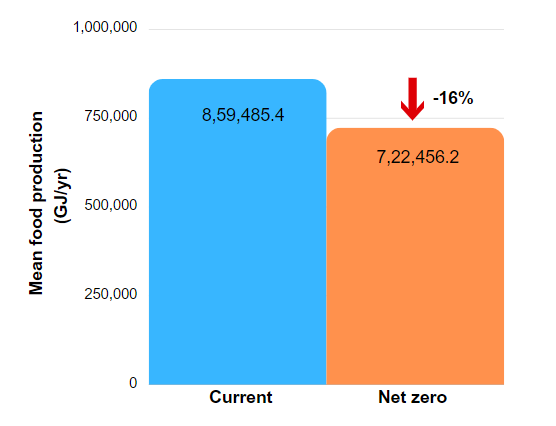 1,000,000
750,000
500,000
250,000
0
Mean food production
(GJ/yr)
8,59,485.4
-16%
7,22,456.2
Current
Net zero